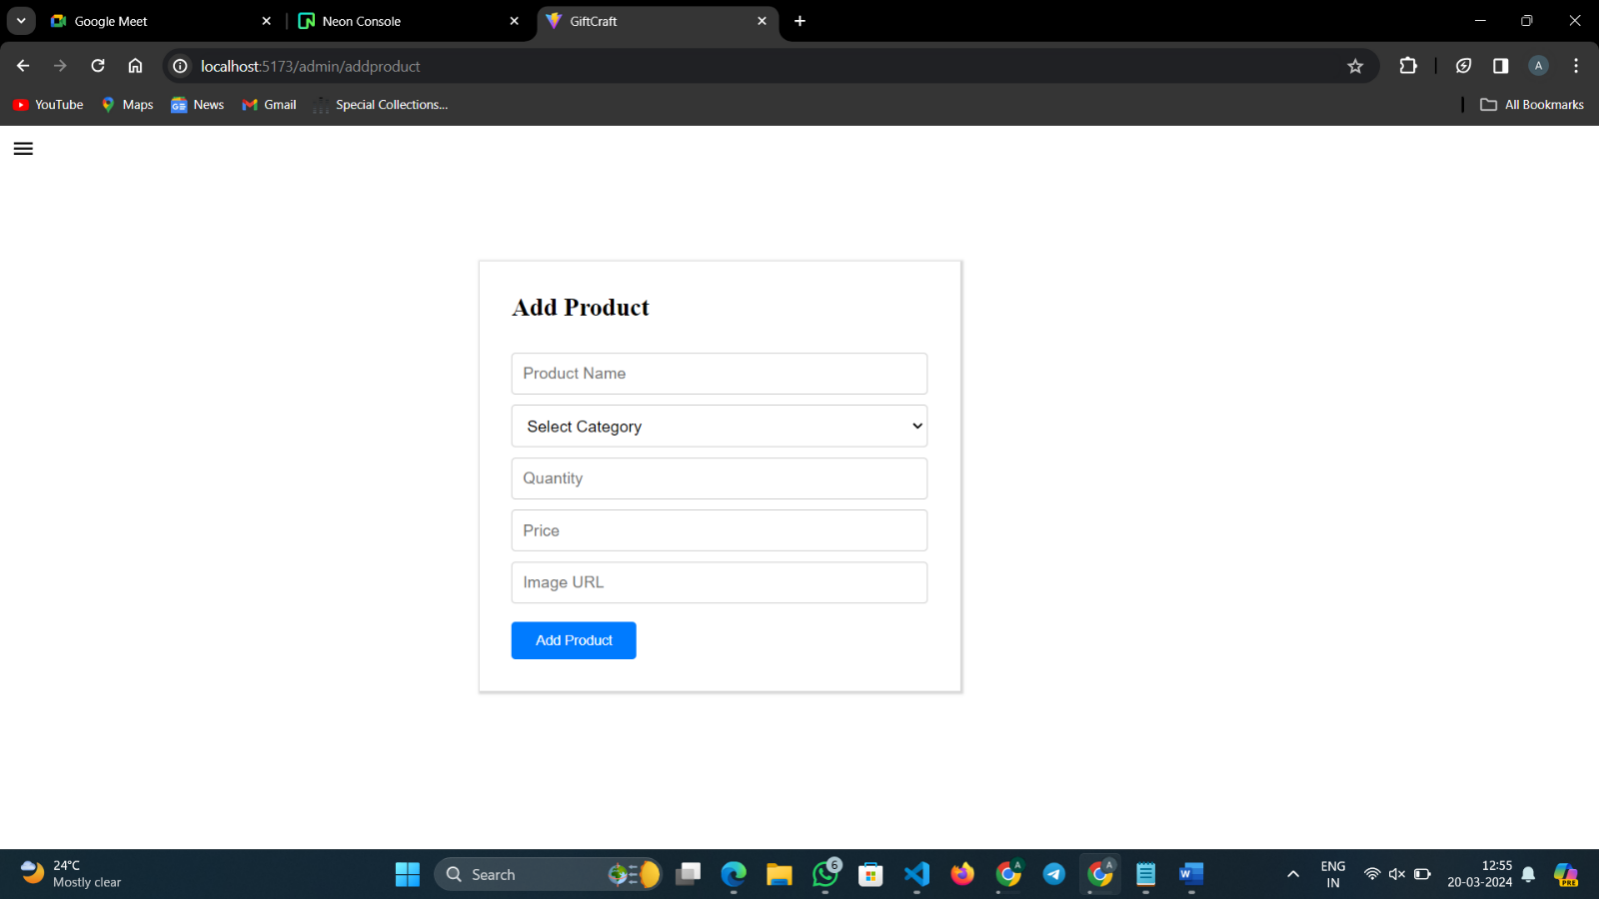 Google Meet
Neon Console
GiftCraft
localhost:5173/admin/addproduct
A
YouTube
Maps
News
Gmail
Special Collections...
All Bookmarks
Add Product
Product Name
Select Category
Quantity
Price
Image URL
Add Product
24°C
Mostly clear
Search
6
A
A
ENG
IN
12:55
20-03-2024
PRE